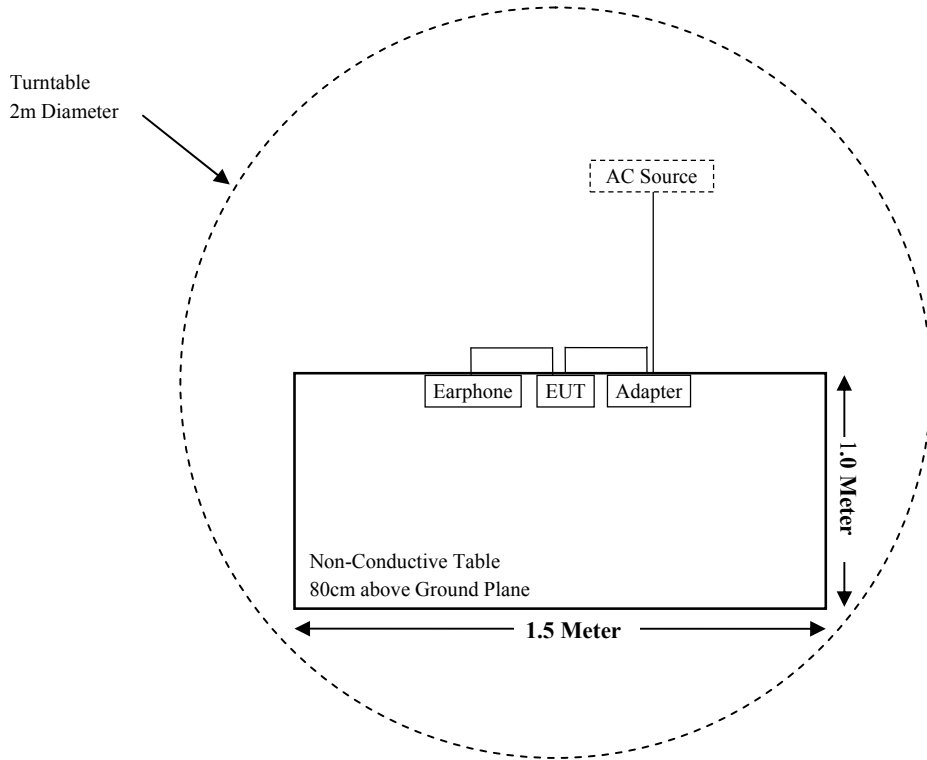 Turntable
2m Diameter
AC Source
Earphone
EUT
Adapter
1.0 Meter
Non-Conductive Table
80cm above Ground Plane
1.5 Meter